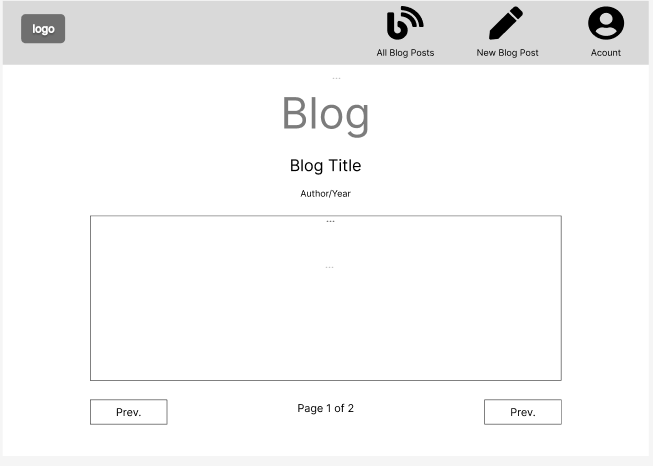 logo
All Blog Posts
New Blog Post
Acount
...
Blog
Blog Title
Author/Year
...
...
Prev.
Page 1 of 2
Prev.